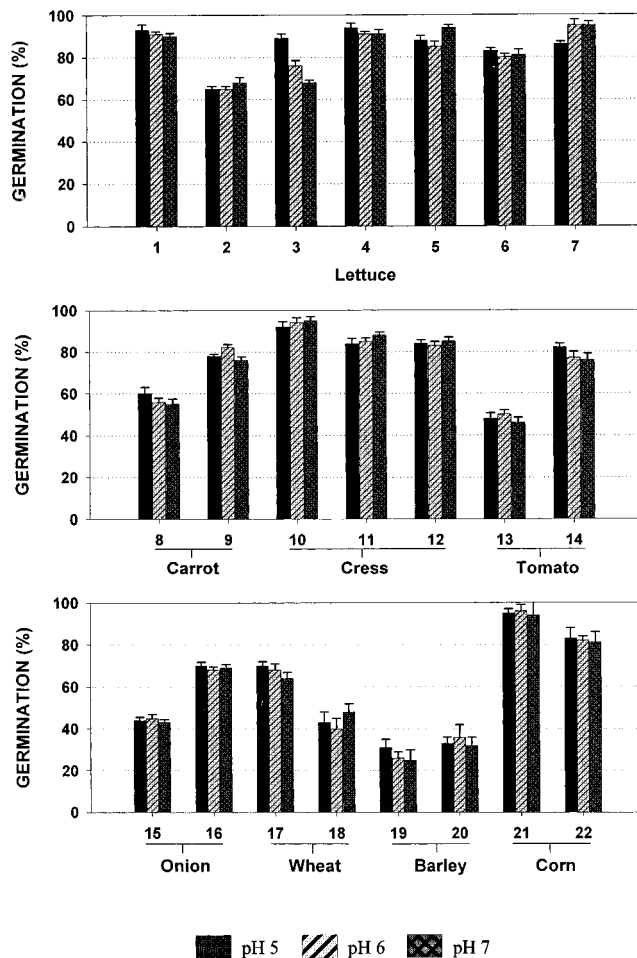 GERMINATION (%)
100
80
60
40
20
0
1 2 3 4 5 6 7
Lettuce
GERMINATION (%)
100
80
60
40
20
0
8 9 10 11 12 13 14
Carrot Cress Tomato
GERMINATION (%)
100
80
60
40
20
0
15 16 17 18 19 20 21 22
Onion Wheat Barley Corn
pH 5 pH 6 pH 7